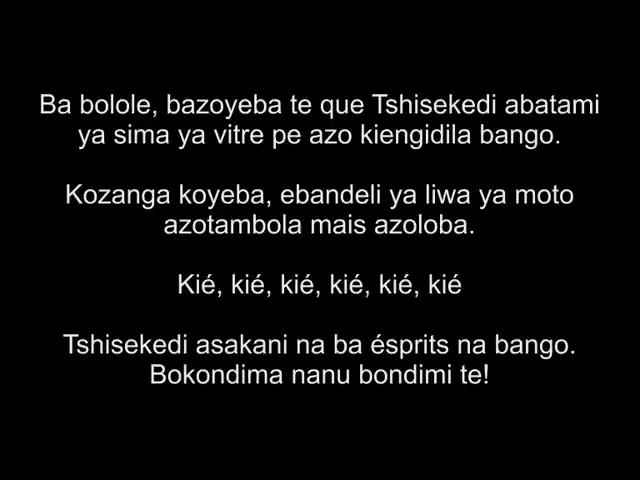 Ba bolole, bazoyeba te que Tshisekedi abatami
ya sima ya vitre pe azo kiengidila bango.
Kozanga koyeba, ebandeli ya liwa ya moto
azotambola mais azoloba.
Kié, kié, kié, kié, kié, kié
Tshisekedi asakani na ba ésprits na bango.
Bokondima nanu bondimi te!